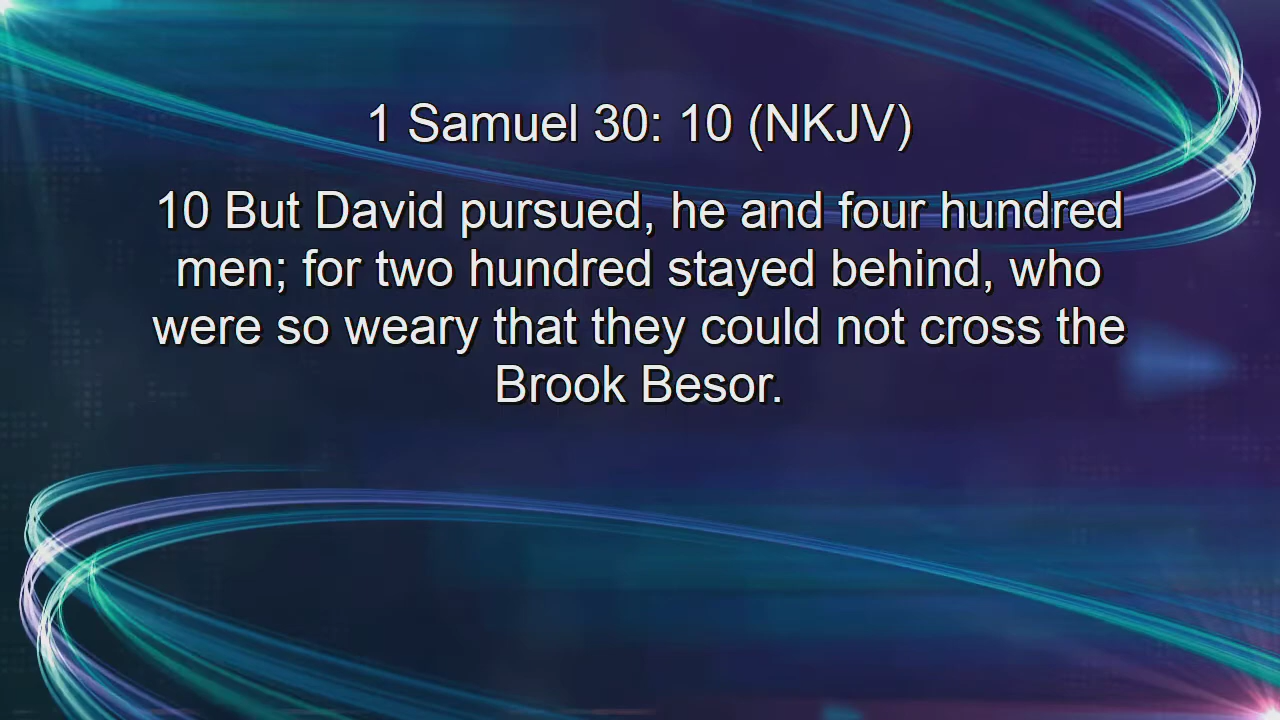 1 Samuel 30: 10 (NKJV)
10 But David pursued, he and four hundred
men; for two hundred stayed behind, who
were so weary that they could not cross the
Brook Besor.